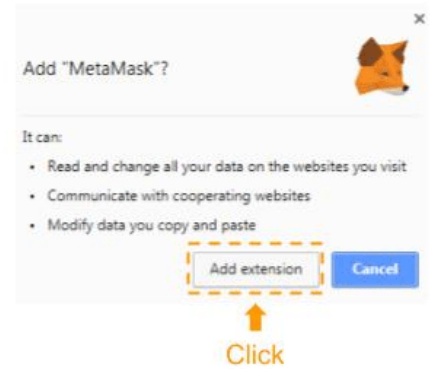 Add "MetaMask"?
It can:
• Read and change all your data on the websites you visit
• Communicate with cooperating websites
• Modify data you copy and paste
Add extension Cancel
Click